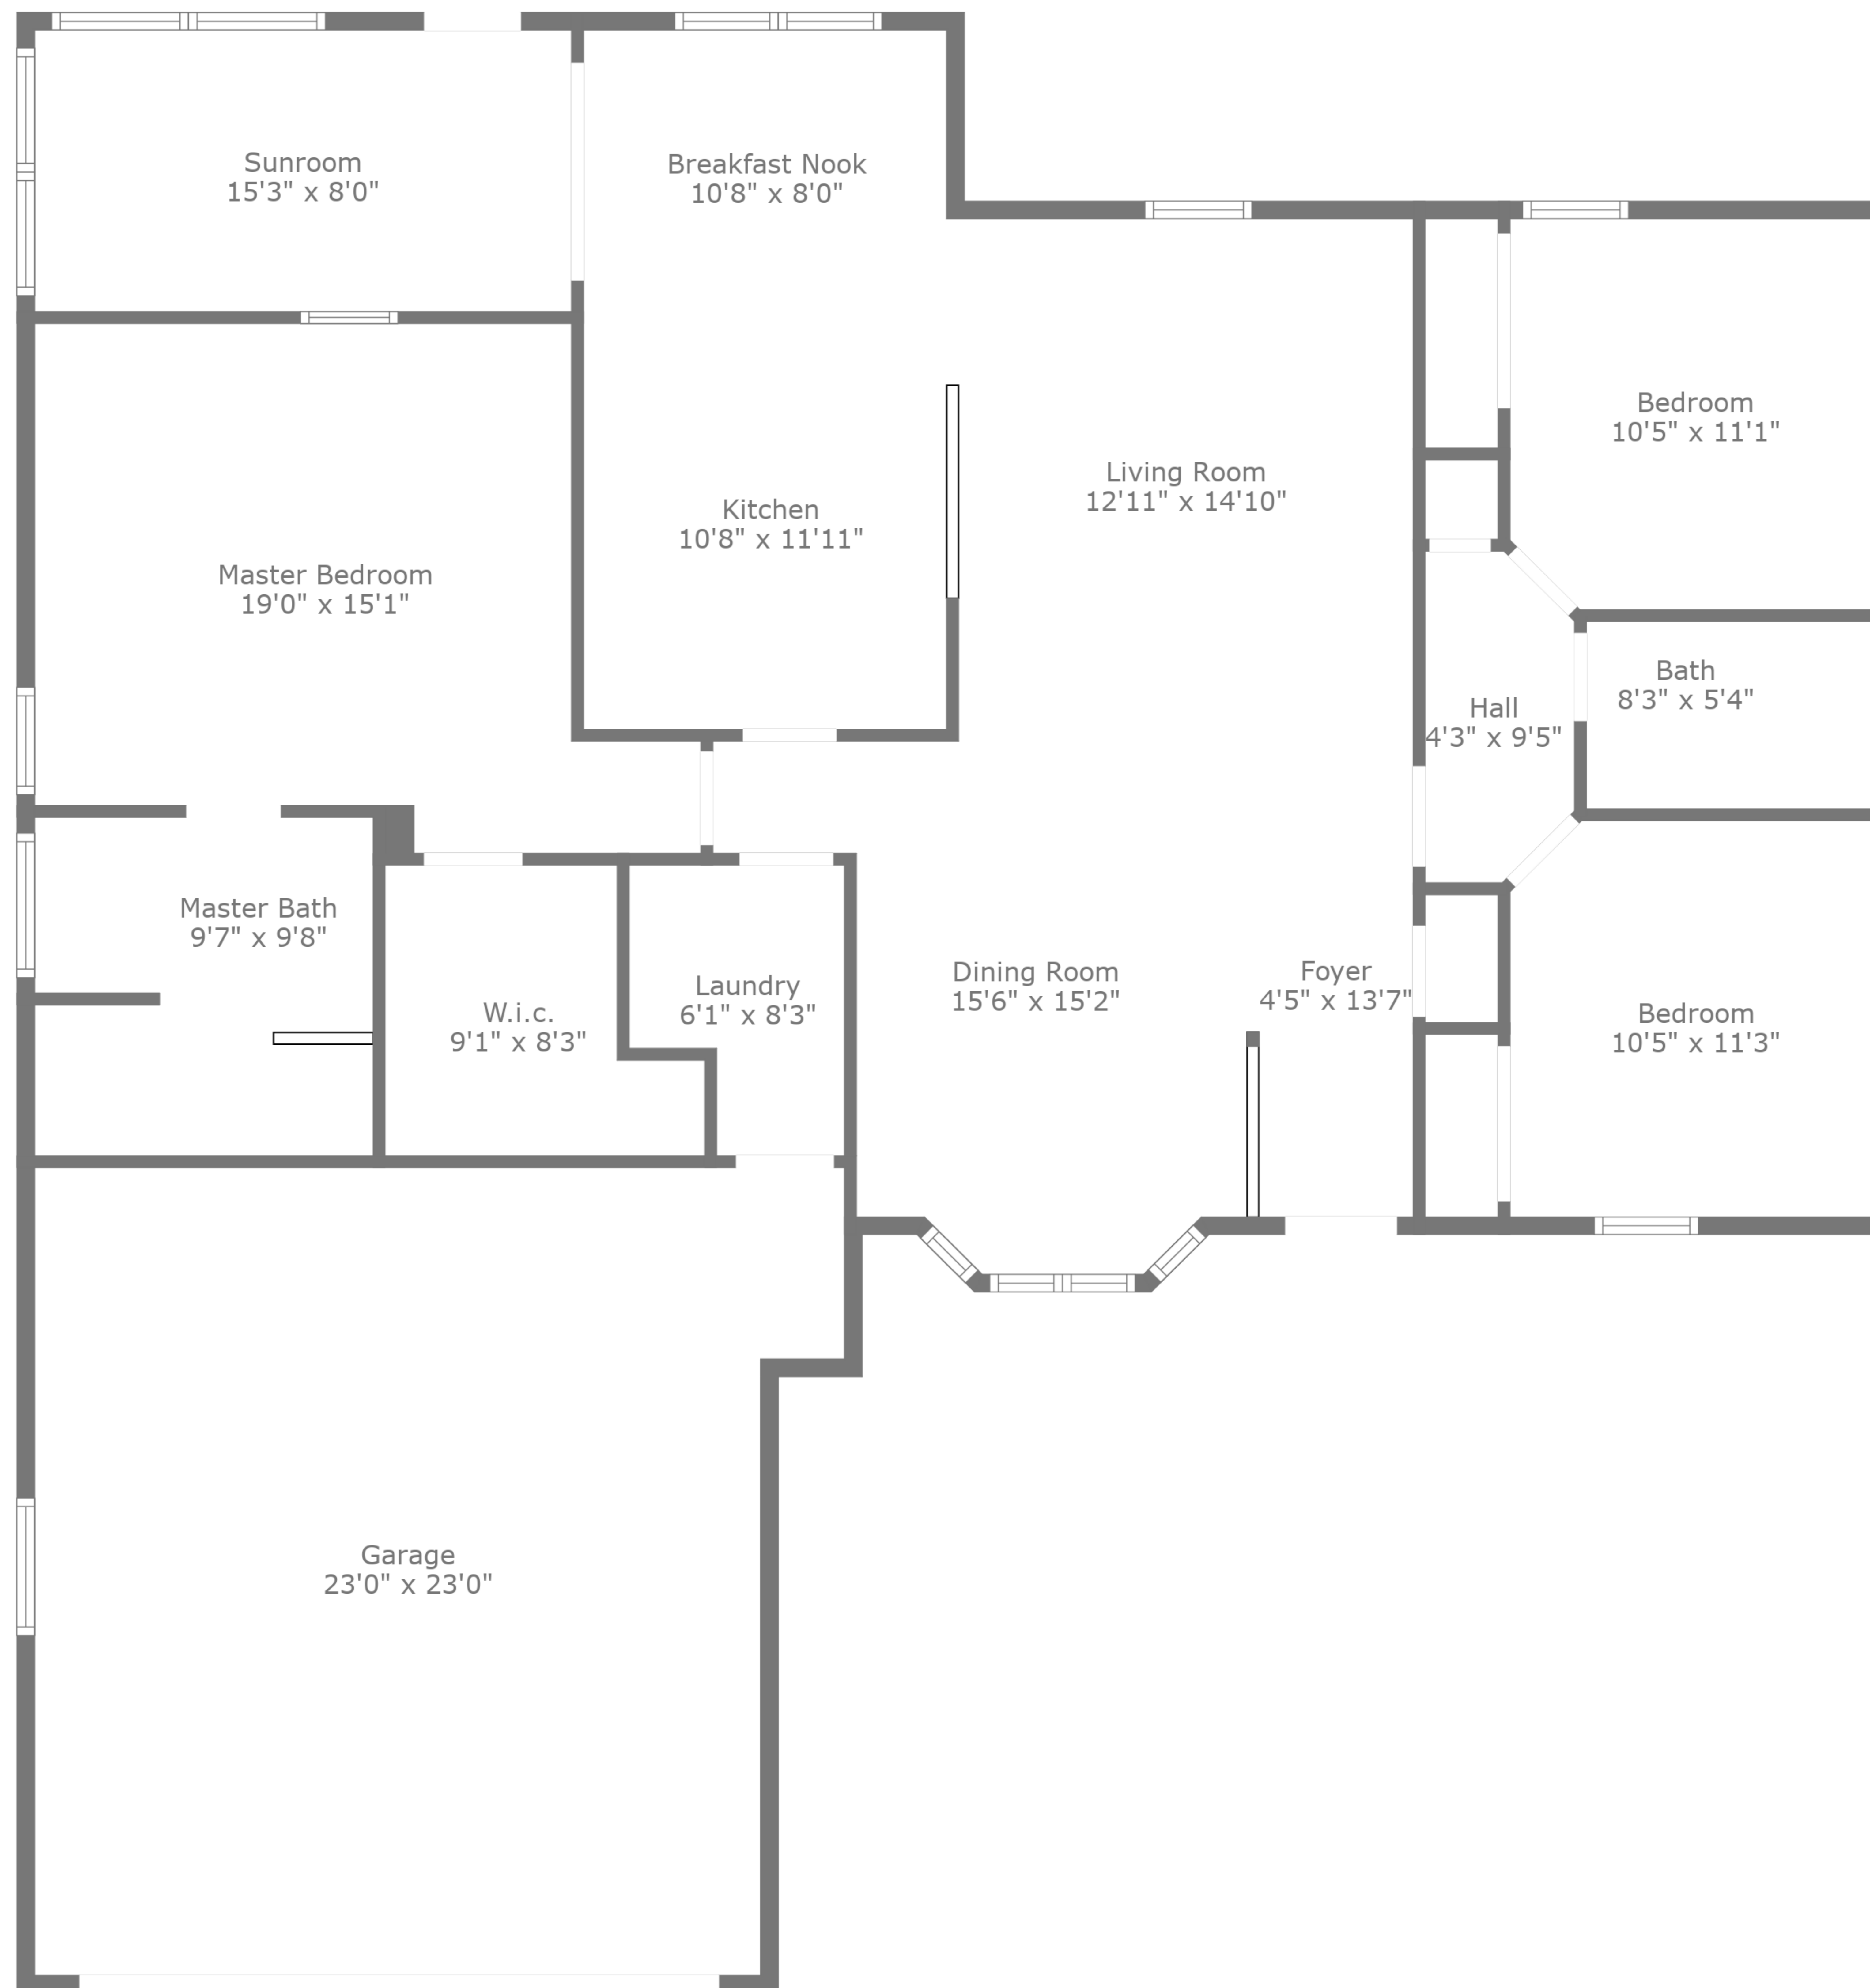 Sunroom
15'3" x 8'0"
Breakfast Nook
10'8" x 8'0"
Bedroom
10'5" x 11'1"
Living Room
12'11" x 14'10"
Kitchen
10'8" x 11'11"
Master Bedroom
19'0" x 15'1"
Bath
8'3" x 5'4"
Hall
4'3" x 9'5"
Master Bath
9'7" x 9'8"
W.i.c.
9'1" x 8'3"
Laundry
6'1" x 8'3"
Dining Room
15'6" x 15'2"
Foyer
4'5" x 13'7"
Bedroom
10'5" x 11'3"
Garage
23'0" x 23'0"